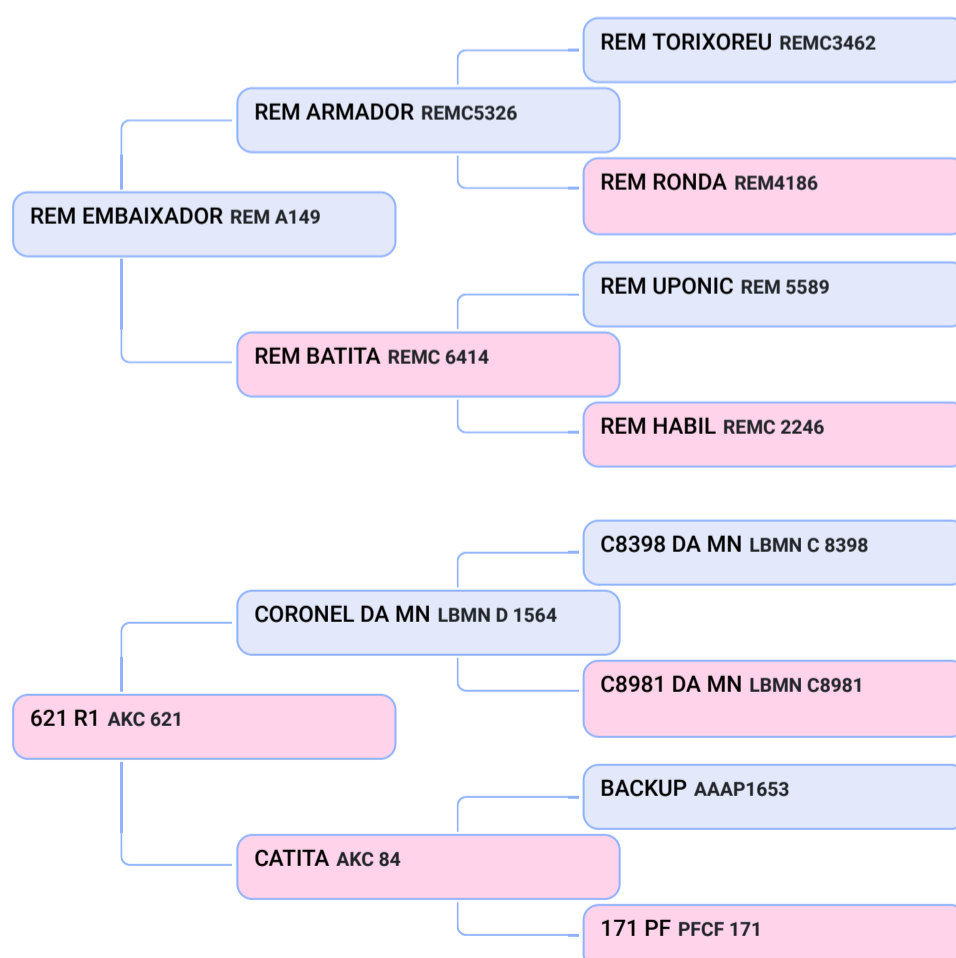 REM TORIXOREU REMC3462
REM ARMADOR REMC5326
REM RONDA REM4186
REM EMBAIXADOR REM A149
REM UPONIC REM 5589
REM BATITA REMC 6414
REM HABIL REMC 2246
C8398 DA MN LBMN C 8398
CORONEL DA MN LBMN D 1564
C8981 DA MN LBMN C8981
621 R1 AKC 621
BACKUP AAAP1653
CATITA AKC 84
171 PF PFCF 171